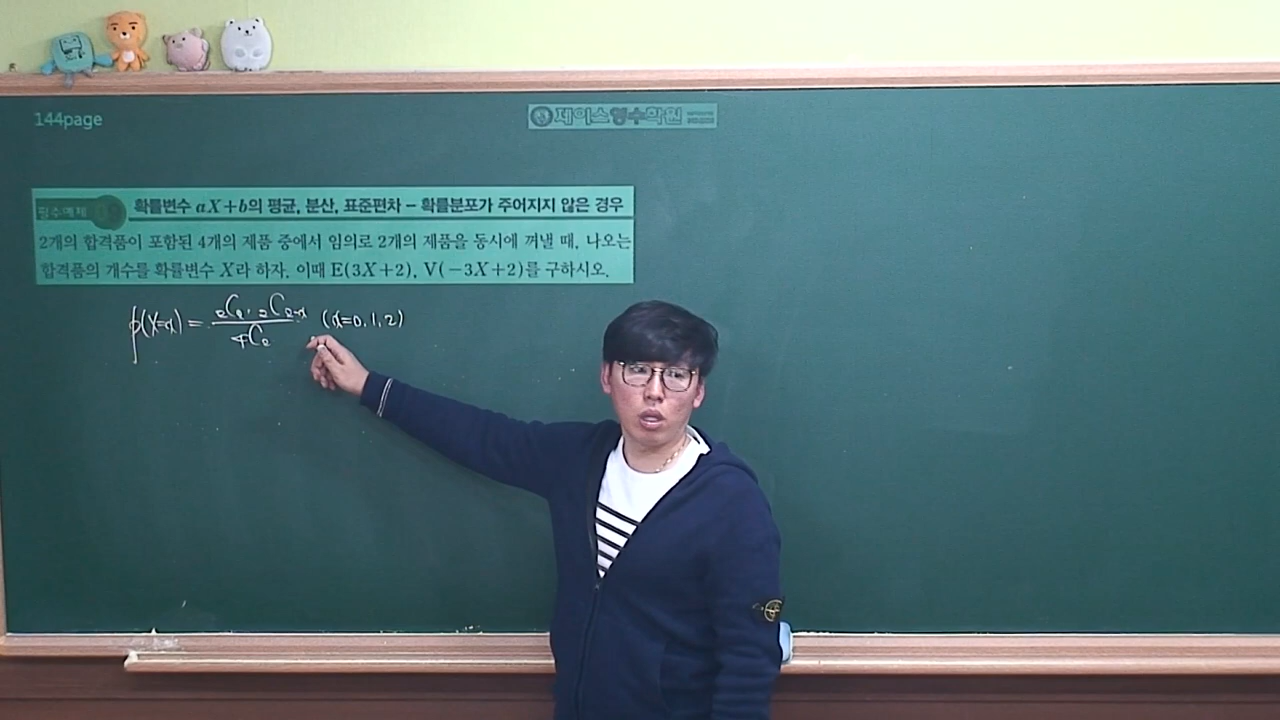 144page
제이스영수학원
필수예제
확률변수 aX+b의 평균, 분산, 표준편차 – 확률분포가 주어지지 않은 경우
2개의 합격품이 포함된 4개의 제품 중에서 임의로 2개의 제품을 동시에 꺼낼 때, 나오는
합격품의 개수를 확률변수 X라 하자. 이때 E(3X+2), V(−3X+2)를 구하시오.
p(X=x) = ₂Cₓ · ₂C₂₋ₓ / ₄C₂ (x=0, 1, 2)